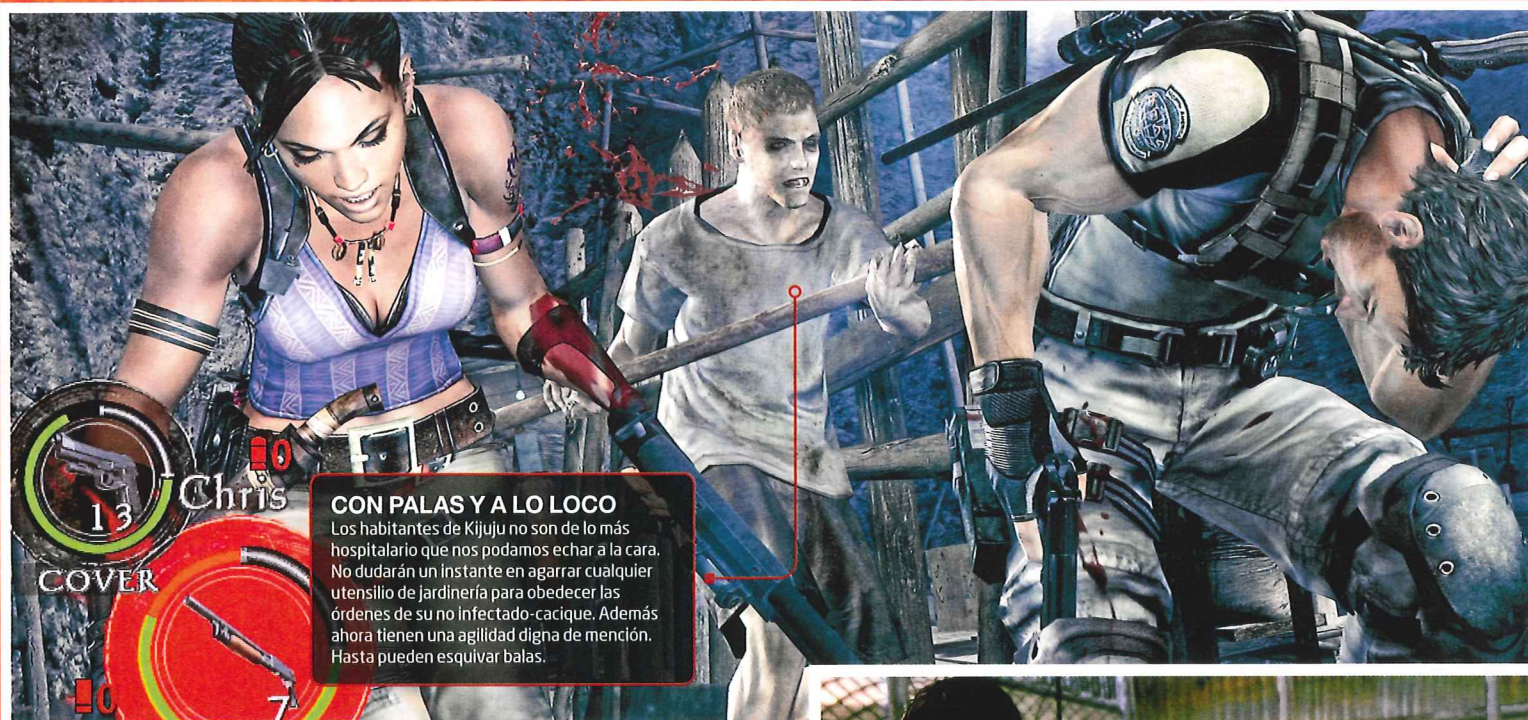 0
Chris
13
COVER
0
7
CON PALAS Y A LO LOCO
Los habitantes de Kijuju no son de lo más
hospitalario que nos podamos echar a la cara.
No dudarán un instante en agarrar cualquier
utensilio de jardinería para obedecer las
órdenes de su no infectado-cacique. Además
ahora tienen una agilidad digna de mención.
Hasta pueden esquivar balas.